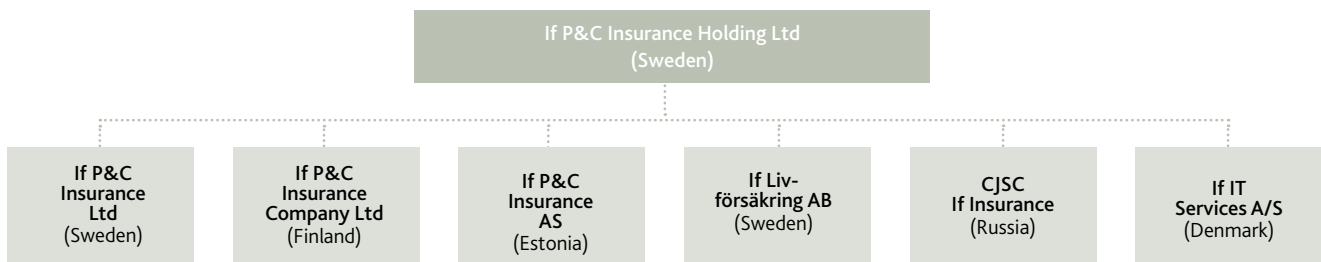 If P&C Insurance Holding Ltd
(Sweden)
If P&C
Insurance
Ltd
(Sweden)
If P&C
Insurance
Company Ltd
(Finland)
If P&C
Insurance
AS
(Estonia)
If Liv-
försäkring AB
(Sweden)
CJSC
If Insurance
(Russia)
If IT
Services A/S
(Denmark)